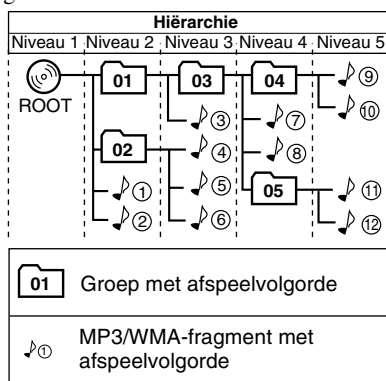 Hiërarchie
Niveau 1 Niveau 2 Niveau 3 Niveau 4 Niveau 5
01 03 04 ⑨
ROOT ⑩
③ ⑦
02 ④ ⑧
① ⑤ 05 ⑪
② ⑥ ⑫
01 Groep met afspeelvolgorde
① MP3/WMA-fragment met
afspeelvolgorde